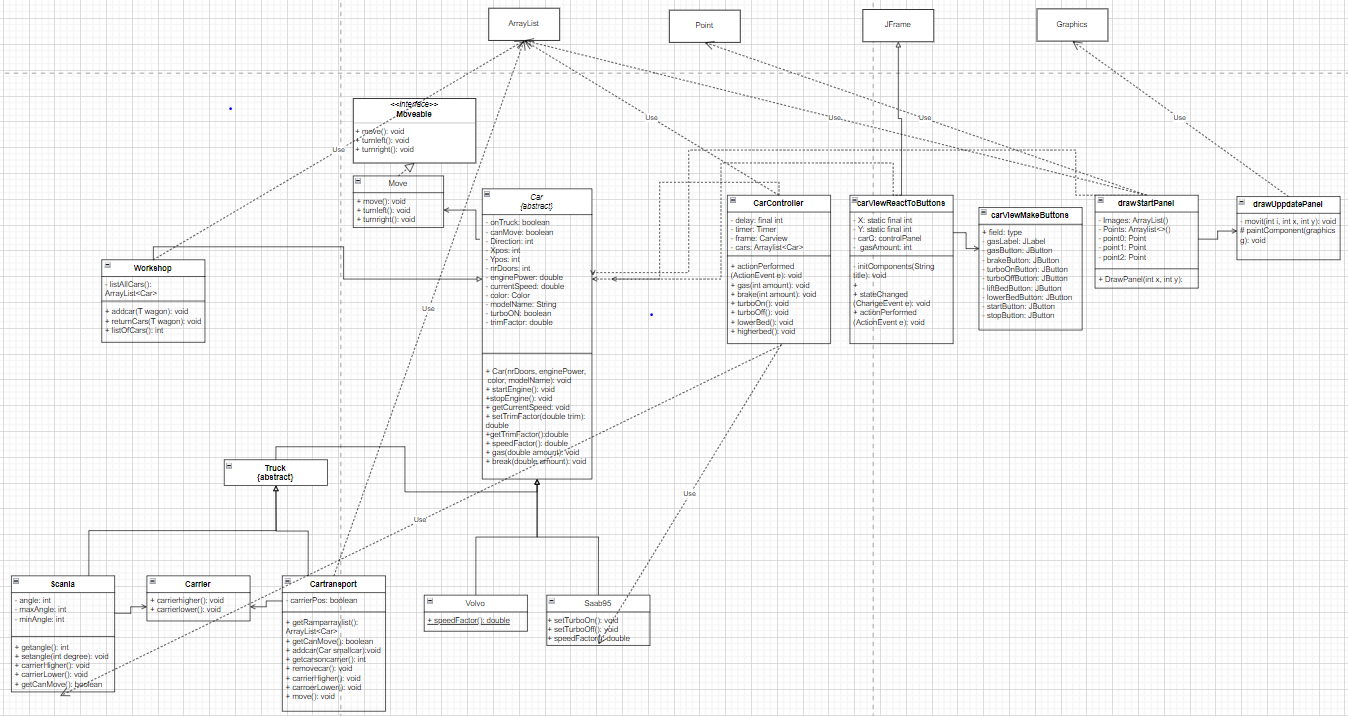 ArrayList
Point
JFrame
Graphics
<<interface>>
Moveable
+ move(): void
+ turnleft(): void
+ turnright(): void
Use
Use
Use
Use
Move
+ move(): void
+ turnleft(): void
+ turnright(): void
Car
{abstract}
- onTruck: boolean
- canMove: boolean
- Direction: int
- Xpos: int
- Ypos: int
- nrDoors: int
- enginePower: double
- currentSpeed: double
- color: Color
- modelName: String
- turboON: boolean
- trimFactor: double
+ Car(nrDoors, enginePower,
color, modelName): void
+ startEngine(): void
+stopEngine(): void
+ getCurrentSpeed: void
+ setTrimFactor(double trim):
double
+getTrimFactor():double
+ speedFactor(): double
+ gas(double amount): void
+ break(double amount): void
CarController
- delay: final int
- timer: Timer
- frame: Carview
- cars: Arraylist<Car>
+ actionPerformed
(ActionEvent e): void
+ gas(int amount): void
+ brake(int amount): void
+ turboOn(): void
+ turboOff(): void
+ lowerBed(): void
+ higherbed(): void
carViewReactToButtons
- X: static final int
- Y: static final int
- carC: controlPanel
- gasAmount: int
- initComponents(String
title): void
+
+ stateChanged
(ChangeEvent e): void
+ actionPerformed
(ActionEvent e): void
carViewMakeButtons
+ field: type
- gasLabel: JLabel
- gasButton: JButton
- brakeButton: JButton
- turboOnButton: JButton
- turboOffButton: JButton
- liftBedButton: JButton
- lowerBedButton: JButton
- startButton: JButton
- stopButton: JButton
drawStartPanel
- Images: ArrayList()
- Points: Arraylist<>()
- point0: Point
- point1: Point
- point2: Point
+ DrawPanel(int x, int y):
drawUppdatePanel
- movit(int i, int x, int y): void
# paintComponent(graphics
g): void
Workshop
- listAllCars():
ArrayList<Car>
+ addcar(T wagon): void
+ returnCars(T wagon): void
+ listOfCars(): int
Use
Truck
{abstract}
Use
Use
Scania
- angle: int
- maxAngle: int
- minAngle: int
+ getangle(): int
+ setangle(int degree): void
+ carrierHigher(): void
+ carrierLower(): void
+ getCanMove(): boolean
Carrier
+ carrierhigher(): void
+ carrierlower(): void
Cartransport
- carrierPos: boolean
+ getRamparraylist():
ArrayList<Car>
+ getCanMove(): boolean
+ addcar(Car smallcar):void
+ getcarsoncarrier(): int
+ removecar(): void
+ carrierHigher(): void
+ carroerLower(): void
+ move(): void
Volvo
+ speedFactor(): double
Saab95
+ setTurboOn(): void
+ setTurboOff(): void
+ speedFactor(): double